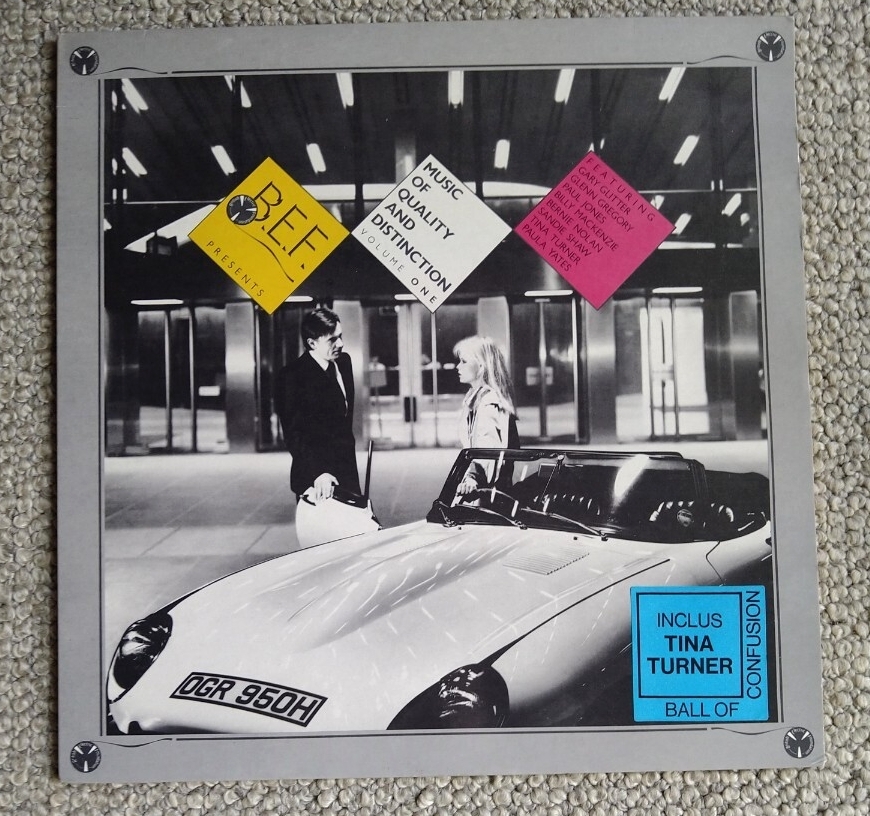 B.E.F.
PRESENTS
MUSIC
OF
QUALITY
AND
DISTINCTION
VOLUME ONE
FEATURING
GARY GLITTER
GLENN GREGORY
PAUL JONES
BILLY MACKENZIE
BERNIE NOLAN
SANDIE SHAW
TINA TURNER
PAULA YATES
OGR 950H
INCLUS
TINA
TURNER
BALL OF
CONFUSION